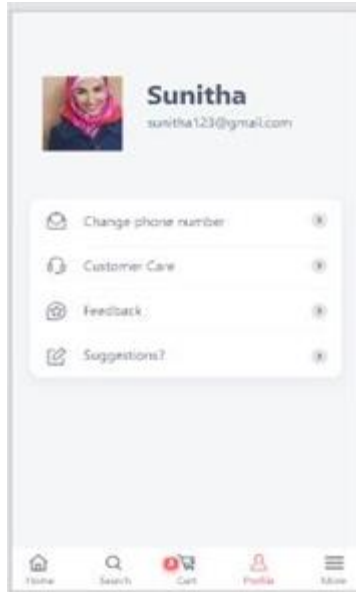 Sunitha
sunitha123@gmail.com
Change phone number
Customer Care
Feedback
Suggestions?
Home Search Cart Profile More